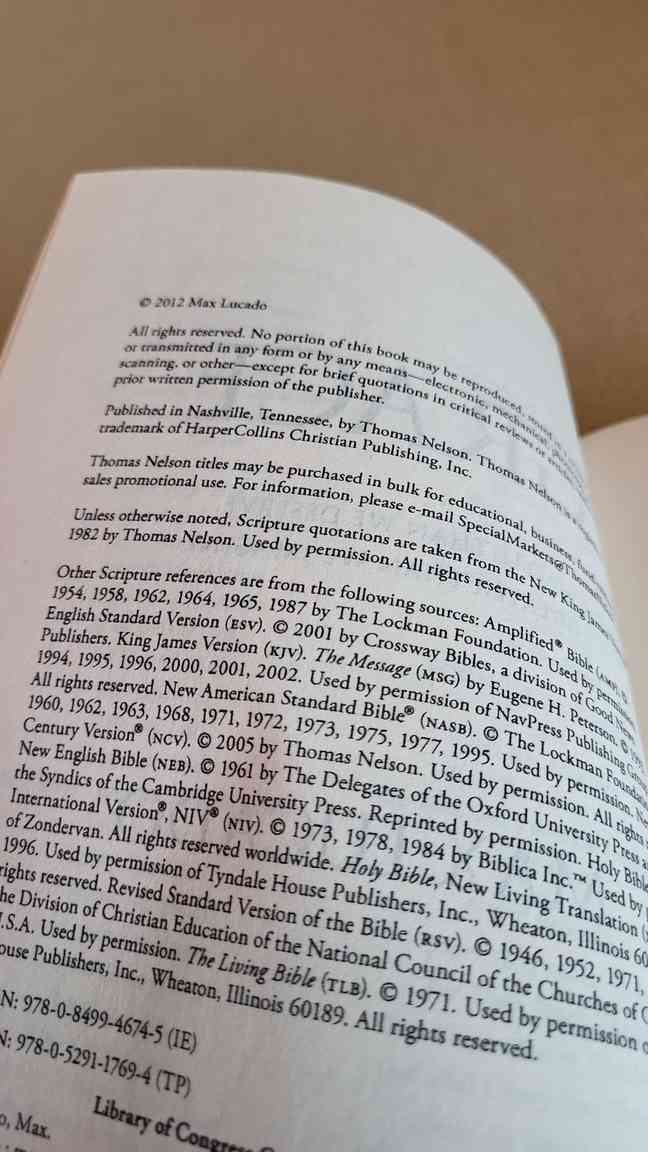 © 2012 Max Lucado
All rights reserved. No portion of this book may be reproduced,
or transmitted in any form or by any means—electronic, mechanical,
scanning, or other—except for brief quotations in critical reviews or
prior written permission of the publisher.
Published in Nashville, Tennessee, by Thomas Nelson. Thomas Nelson is a
trademark of HarperCollins Christian Publishing, Inc.
Thomas Nelson titles may be purchased in bulk for educational, business,
sales promotional use. For information, please e-mail
Unless otherwise noted, Scripture quotations are taken from the New King James
1982 by Thomas Nelson. Used by permission. All rights reserved.
Other Scripture references are from the following sources: Amplified® Bible (AMP).
1954, 1958, 1962, 1964, 1965, 1987 by The Lockman Foundation. Used by
English Standard Version (ESV). © 2001 by Crossway Bibles, a division of Good News
Publishers. King James Version (KJV). The Message (MSG) by Eugene H. Peterson. ©
1994, 1995, 1996, 2000, 2001, 2002. Used by permission of NavPress Publishing
All rights reserved. New American Standard Bible® (NASB). © The Lockman
1960, 1962, 1963, 1968, 1971, 1972, 1973, 1975, 1977, 1995. Used by permission.
Century Version® (NCV). © 2005 by Thomas Nelson. Used by permission. All rights
New English Bible (NEB). © 1961 by The Delegates of the Oxford University Press
the Syndics of the Cambridge University Press. Reprinted by permission. Holy Bible
International Version®, NIV® (NIV). © 1973, 1978, 1984 by Biblica Inc.™ Used by
of Zondervan. All rights reserved worldwide. Holy Bible, New Living Translation
1996. Used by permission of Tyndale House Publishers, Inc., Wheaton, Illinois
rights reserved. Revised Standard Version of the Bible (RSV). © 1946, 1952, 1971,
he Division of Christian Education of the National Council of the Churches of
.S.A. Used by permission. The Living Bible (TLB). © 1971. Used by permission
ouse Publishers, Inc., Wheaton, Illinois 60189. All rights reserved.
N: 978-0-8499-4674-5 (IE)
N: 978-0-5291-1769-4 (TP)
Library of Congress
o, Max.